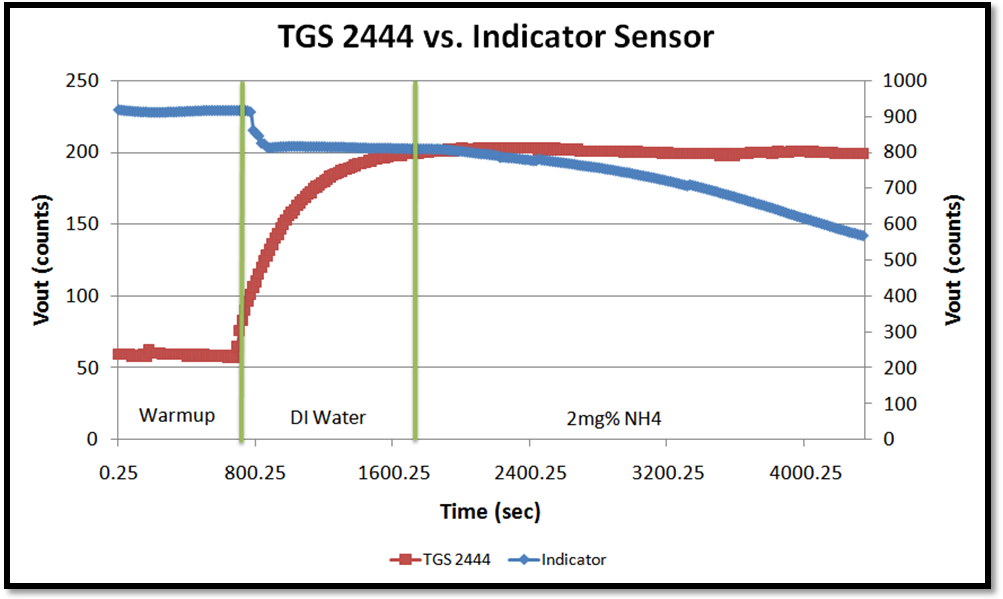 TGS 2444 vs. Indicator Sensor
250
200
150
100
50
0
Vout (counts)
1000
900
800
700
600
500
400
300
200
100
0
Vout (counts)
Warmup
DI Water
2mg% NH4
0.25
800.25
1600.25
2400.25
3200.25
4000.25
Time (sec)
TGS 2444
Indicator